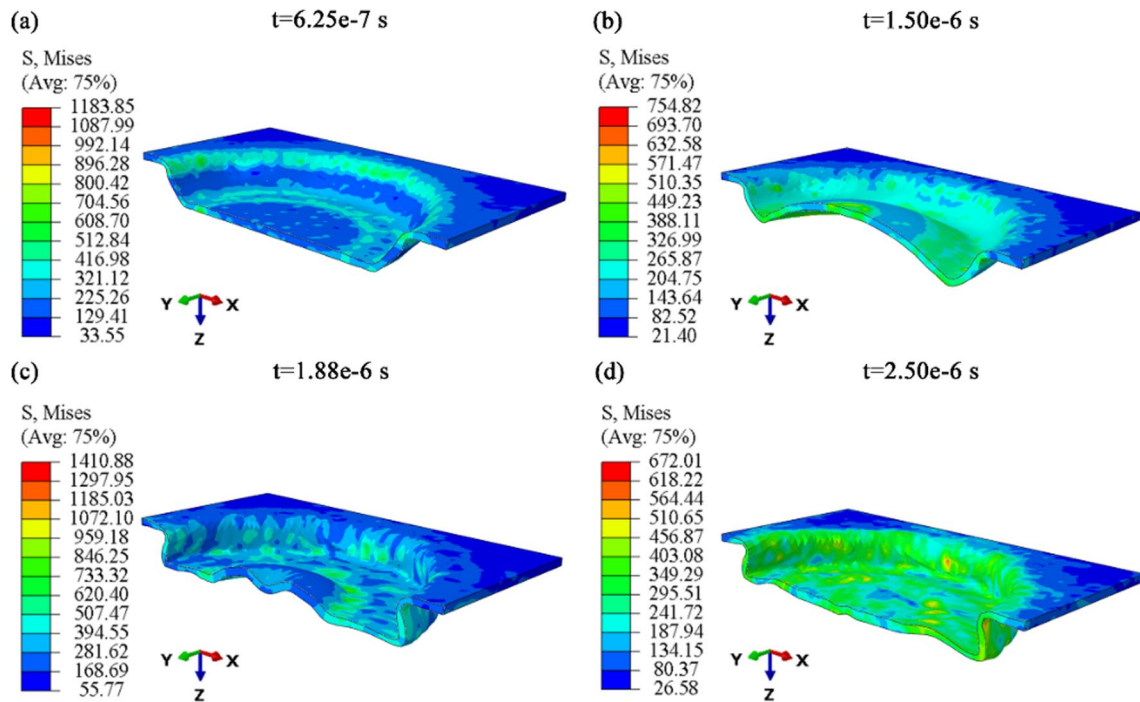 (a)
t=6.25e-7 s
S, Mises
(Avg: 75%)
1183.85
1087.99
992.14
896.28
800.42
704.56
608.70
512.84
416.98
321.12
225.26
129.41
33.55
Y
X
Z
(b)
t=1.50e-6 s
S, Mises
(Avg: 75%)
754.82
693.70
632.58
571.47
510.35
449.23
388.11
326.99
265.87
204.75
143.64
82.52
21.40
Y
X
Z
(c)
t=1.88e-6 s
S, Mises
(Avg: 75%)
1410.88
1297.95
1185.03
1072.10
959.18
846.25
733.32
620.40
507.47
394.55
281.62
168.69
55.77
Y
X
Z
(d)
t=2.50e-6 s
S, Mises
(Avg: 75%)
672.01
618.22
564.44
510.65
456.87
403.08
349.29
295.51
241.72
187.94
134.15
80.37
26.58
Y
X
Z